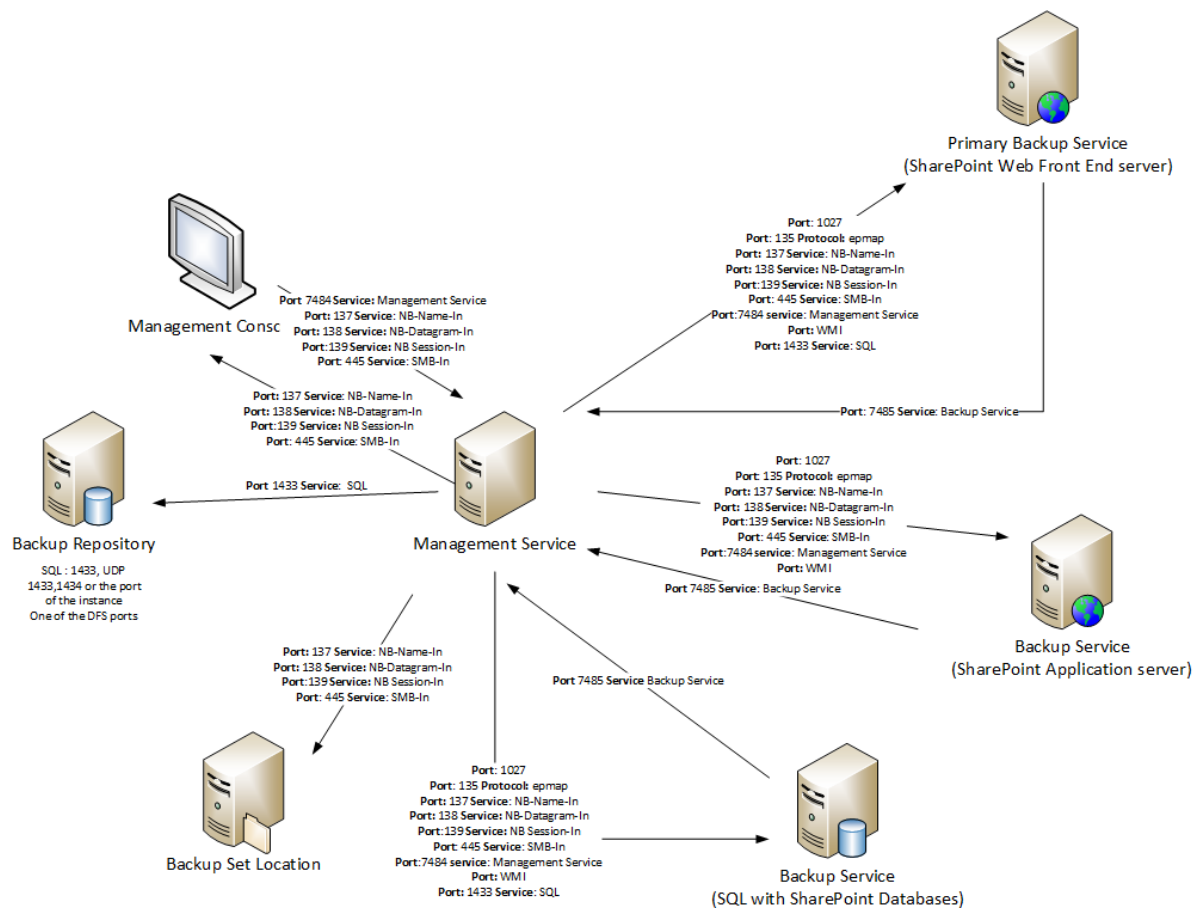 Primary Backup Service
(SharePoint Web Front End server)
Port: 1027
Port: 135 Protocol: epmap
Port: 137 Service: NB-Name-In
Port: 138 Service: NB-Datagram-In
Port:139 Service: NB Session-In
Port: 445 Service: SMB-In
Port:7484 service: Management Service
Port: WMI
Port: 1433 Service: SQL
Port 7484 Service: Management Service
Port: 137 Service: NB-Name-In
Port: 138 Service: NB-Datagram-In
Port:139 Service: NB Session-In
Port: 445 Service: SMB-In
Management Consc
Port: 137 Service: NB-Name-In
Port: 138 Service: NB-Datagram-In
Port:139 Service: NB Session-In
Port: 445 Service: SMB-In
Port: 7485 Service: Backup Service
Port 1433 Service: SQL
Backup Repository
SQL : 1433, UDP
1433,1434 or the port
of the instance
One of the DFS ports
Management Service
Port: 1027
Port: 135 Protocol: epmap
Port: 137 Service: NB-Name-In
Port: 138 Service: NB-Datagram-In
Port:139 Service: NB Session-In
Port: 445 Service: SMB-In
Port:7484 service: Management Service
Port: WMI
Port 7485 Service: Backup Service
Backup Service
(SharePoint Application server)
Port: 137 Service: NB-Name-In
Port: 138 Service: NB-Datagram-In
Port:139 Service: NB Session-In
Port: 445 Service: SMB-In
Port 7485 Service Backup Service
Backup Set Location
Port: 1027
Port: 135 Protocol: epmap
Port: 137 Service: NB-Name-In
Port: 138 Service: NB-Datagram-In
Port:139 Service: NB Session-In
Port: 445 Service: SMB-In
Port:7484 service: Management Service
Port: WMI
Port: 1433 Service: SQL
Backup Service
(SQL with SharePoint Databases)